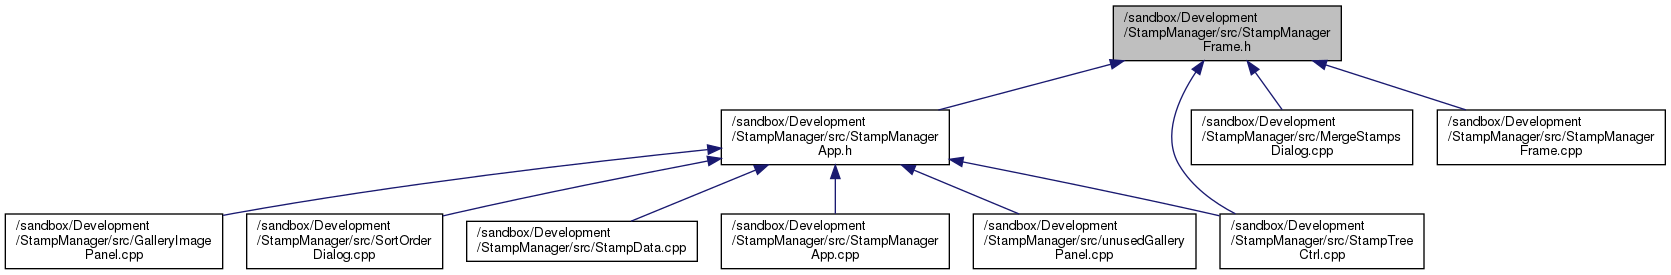 /sandbox/Development
/StampManager/src/StampManager
Frame.h
/sandbox/Development
/StampManager/src/StampManager
App.h
/sandbox/Development
/StampManager/src/MergeStamps
Dialog.cpp
/sandbox/Development
/StampManager/src/StampManager
Frame.cpp
/sandbox/Development
/StampManager/src/GalleryImage
Panel.cpp
/sandbox/Development
/StampManager/src/SortOrder
Dialog.cpp
/sandbox/Development
/StampManager/src/StampData.cpp
/sandbox/Development
/StampManager/src/StampManager
App.cpp
/sandbox/Development
/StampManager/src/unusedGallery
Panel.cpp
/sandbox/Development
/StampManager/src/StampTree
Ctrl.cpp